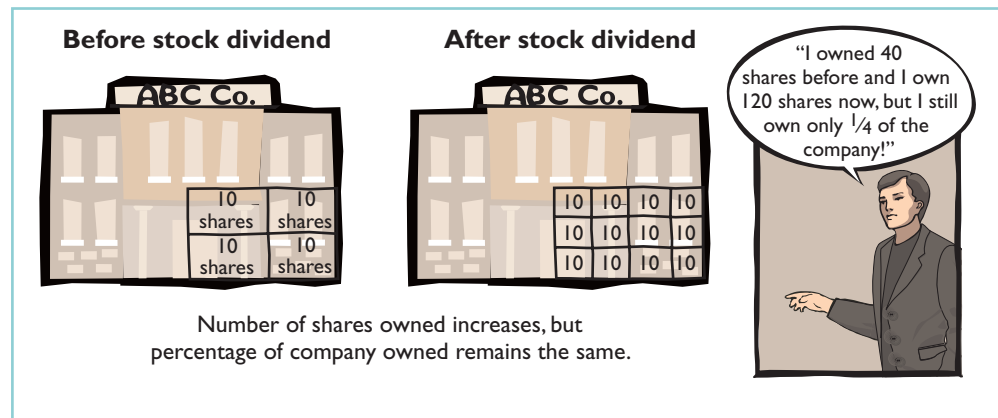 Before stock dividend
After stock dividend
ABC Co.
10
shares
10
shares
10
shares
10
shares
ABC Co.
10 10 10 10
10 10 10 10
10 10 10 10
“I owned 40
shares before and I own
120 shares now, but I still
own only 1/4 of the
company!”
Number of shares owned increases, but
percentage of company owned remains the same.